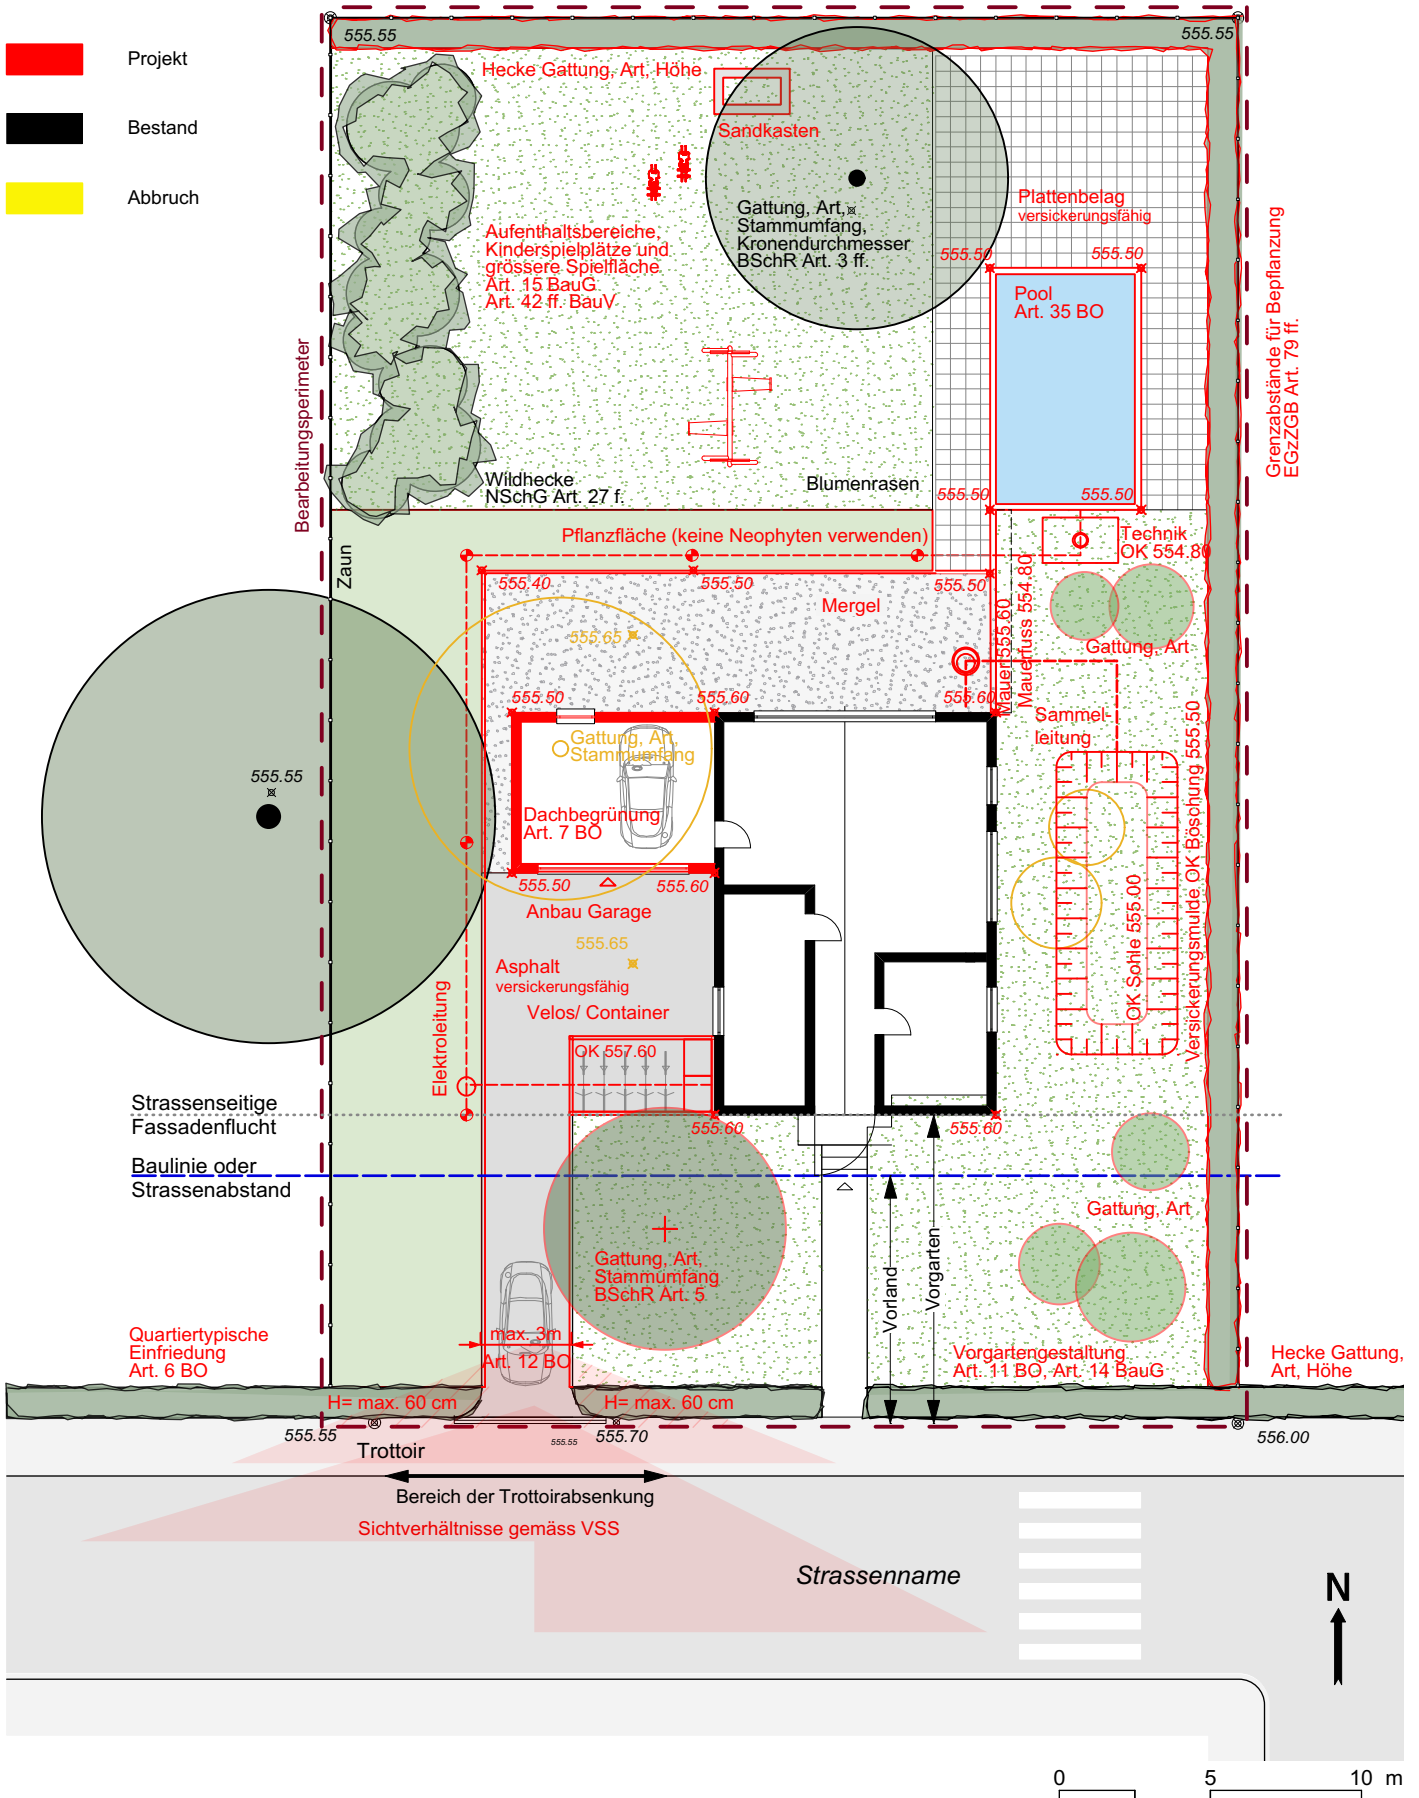 Projekt
Bestand
Abbruch
555.55
555.55
Hecke Gattung, Art, Höhe
Sandkasten
Gattung, Art,
Stammumfang,
Kronendurchmesser
BSchR Art. 3 ff.
Plattenbelag
versickerungsfähig
Aufenthaltsbereiche,
Kinderspielplätze und
grössere Spielfläche
Art. 15 BauG
Art. 42 ff. BauV
555.50
555.50
Pool
Art. 35 BO
Grenzabstände für Bepflanzung
EGzZGB Art. 79 ff.
Bearbeitungsperimeter
Wildhecke
NSchG Art. 27 f.
Blumenrasen
555.50
555.50
Pflanzfläche (keine Neophyten verwenden)
Technik
OK 554.80
Zaun
555.40
555.50
555.50
Mergel
Mauer 555.60
Mauerfuss 554.80
555.65
Gattung, Art
555.50
555.60
555.60
Sammel-
leitung
Gattung, Art
Stammumfang
555.55
Dachbegrünung
Art. 7 BO
Versickerungsmulde OK Böschung 555.50
OK Sohle 555.00
555.50
555.60
Anbau Garage
555.65
Asphalt
versickerungsfähig
Velos/ Container
Elektroleitung
OK 557.60
Strassenseitige
Fassadenflucht
555.60
555.60
Baulinie oder
Strassenabstand
Gattung, Art
Gattung, Art,
Stammumfang
BSchR Art. 5
Vorland
Vorgarten
Quartiertypische
Einfriedung
Art. 6 BO
max. 3m
Art. 12 BO
Vorgartengestaltung
Art. 11 BO, Art. 14 BauG
Hecke Gattung,
Art, Höhe
H= max. 60 cm
H= max. 60 cm
555.55
555.55
555.70
556.00
Trottoir
Bereich der Trottoirabsenkung
Sichtverhältnisse gemäss VSS
Strassenname
N
0 5 10 m